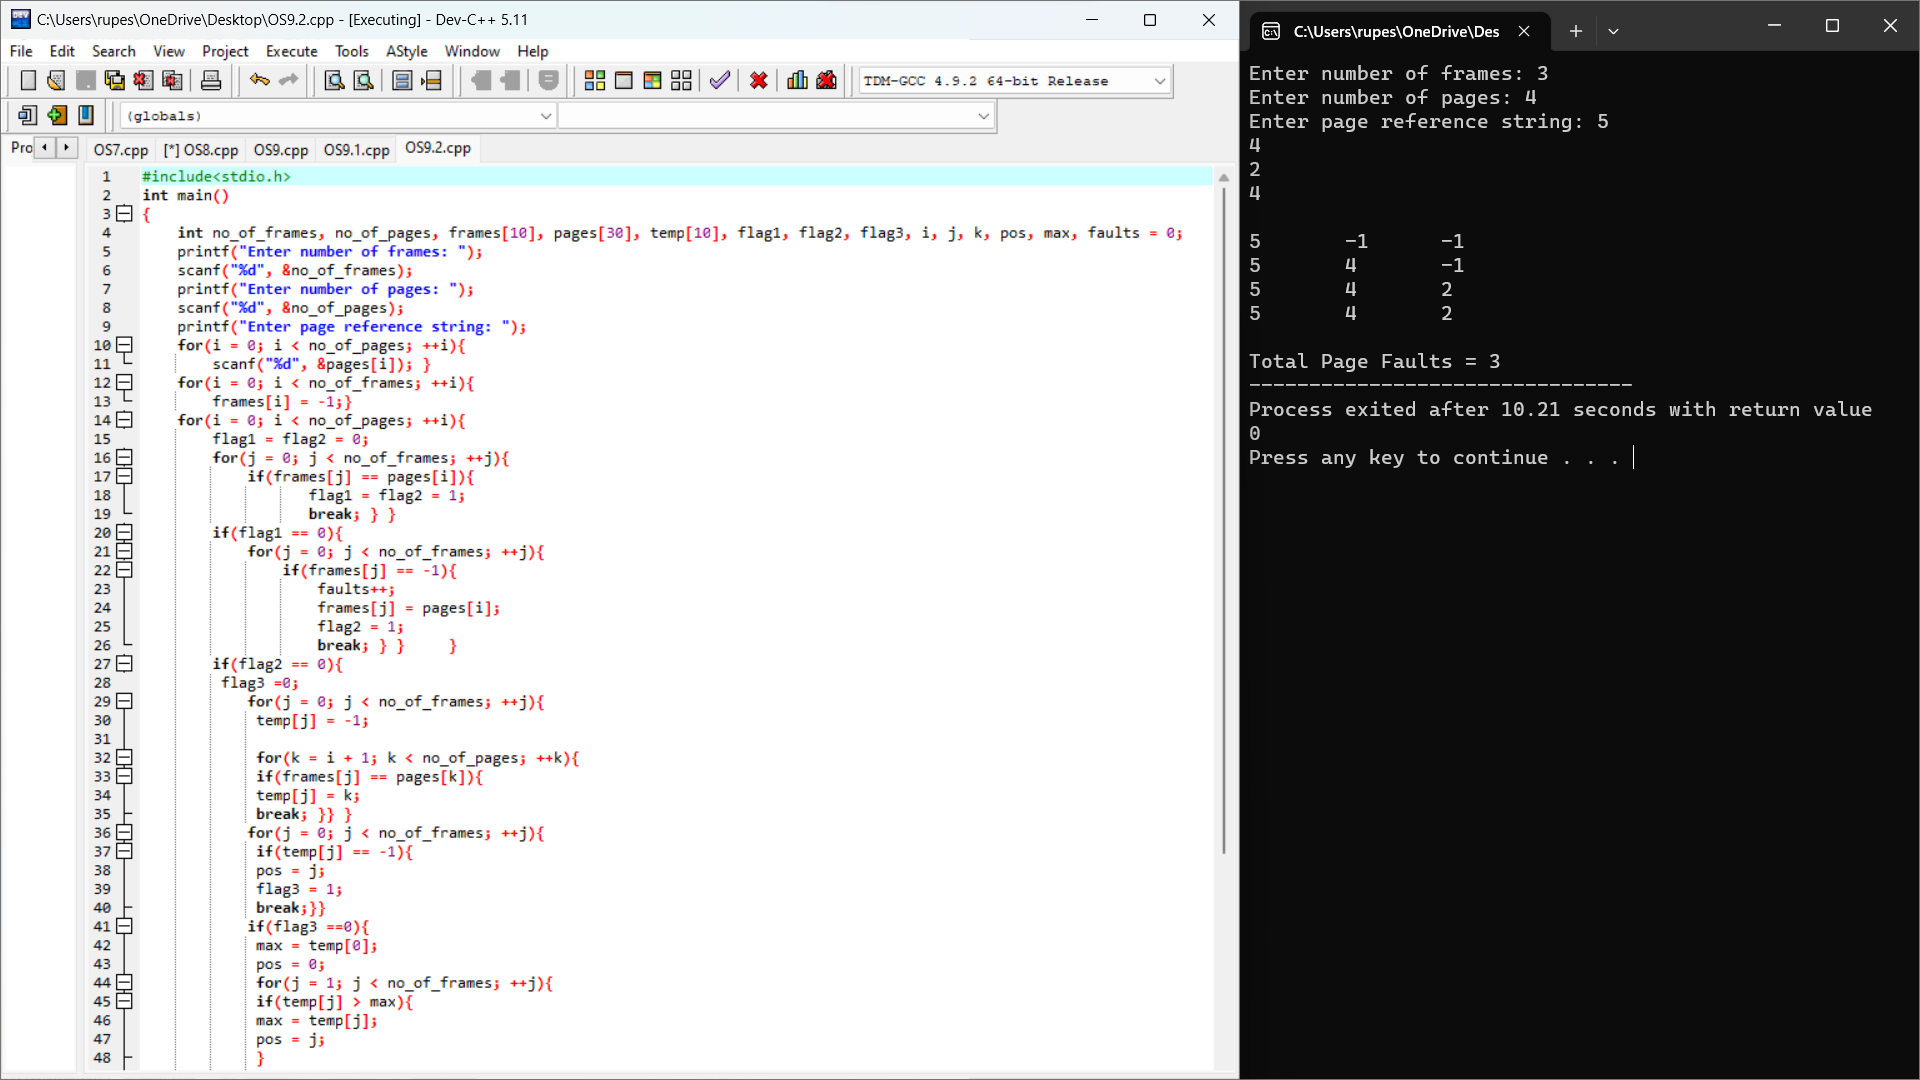 C:\Users\rupes\OneDrive\Desktop\OS9.2.cpp - [Executing] - Dev-C++ 5.11
File Edit Search View Project Execute Tools AStyle Window Help
TDM-GCC 4.9.2 64-bit Release
(globals)
Pro OS7.cpp [*] OS8.cpp OS9.cpp OS9.1.cpp OS9.2.cpp
1 #include<stdio.h>
2 int main()
3 {
4 int no_of_frames, no_of_pages, frames[10], pages[30], temp[10], flag1, flag2, flag3, i, j, k, pos, max, faults = 0;
5 printf("Enter number of frames: ");
6 scanf("%d", &no_of_frames);
7 printf("Enter number of pages: ");
8 scanf("%d", &no_of_pages);
9 printf("Enter page reference string: ");
10 for(i = 0; i < no_of_pages; ++i){
11 scanf("%d", &pages[i]); }
12 for(i = 0; i < no_of_frames; ++i){
13 frames[i] = -1;}
14 for(i = 0; i < no_of_pages; ++i){
15 flag1 = flag2 = 0;
16 for(j = 0; j < no_of_frames; ++j){
17 if(frames[j] == pages[i]){
18 flag1 = flag2 = 1;
19 break; } }
20 if(flag1 == 0){
21 for(j = 0; j < no_of_frames; ++j){
22 if(frames[j] == -1){
23 faults++;
24 frames[j] = pages[i];
25 flag2 = 1;
26 break; } } }
27 if(flag2 == 0){
28 flag3 =0;
29 for(j = 0; j < no_of_frames; ++j){
30 temp[j] = -1;
31
32 for(k = i + 1; k < no_of_pages; ++k){
33 if(frames[j] == pages[k]){
34 temp[j] = k;
35 break; }} }
36 for(j = 0; j < no_of_frames; ++j){
37 if(temp[j] == -1){
38 pos = j;
39 flag3 = 1;
40 break;}}
41 if(flag3 ==0){
42 max = temp[0];
43 pos = 0;
44 for(j = 1; j < no_of_frames; ++j){
45 if(temp[j] > max){
46 max = temp[j];
47 pos = j;
48 }
C:\Users\rupes\OneDrive\Des
Enter number of frames: 3
Enter number of pages: 4
Enter page reference string: 5
4
2
4
5 -1 -1
5 4 -1
5 4 2
5 4 2
Total Page Faults = 3
--------------------------------
Process exited after 10.21 seconds with return value
0
Press any key to continue . . .